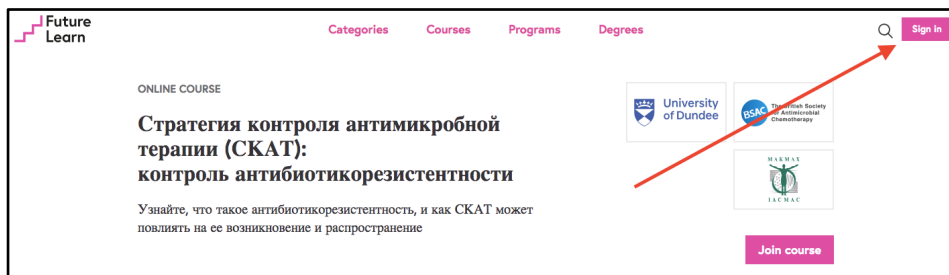 Future
Learn
Categories
Courses
Programs
Degrees
Sign in
ONLINE COURSE
Стратегия контроля антимикробной
терапии (СКАТ):
контроль антибиотикорезистентности
Узнайте, что такое антибиотикорезистентность, и как СКАТ может
повлиять на ее возникновение и распространение
University
of Dundee
BSAC
The British Society
for Antimicrobial
Chemotherapy
МАКМАХ
IACMAC
Join course